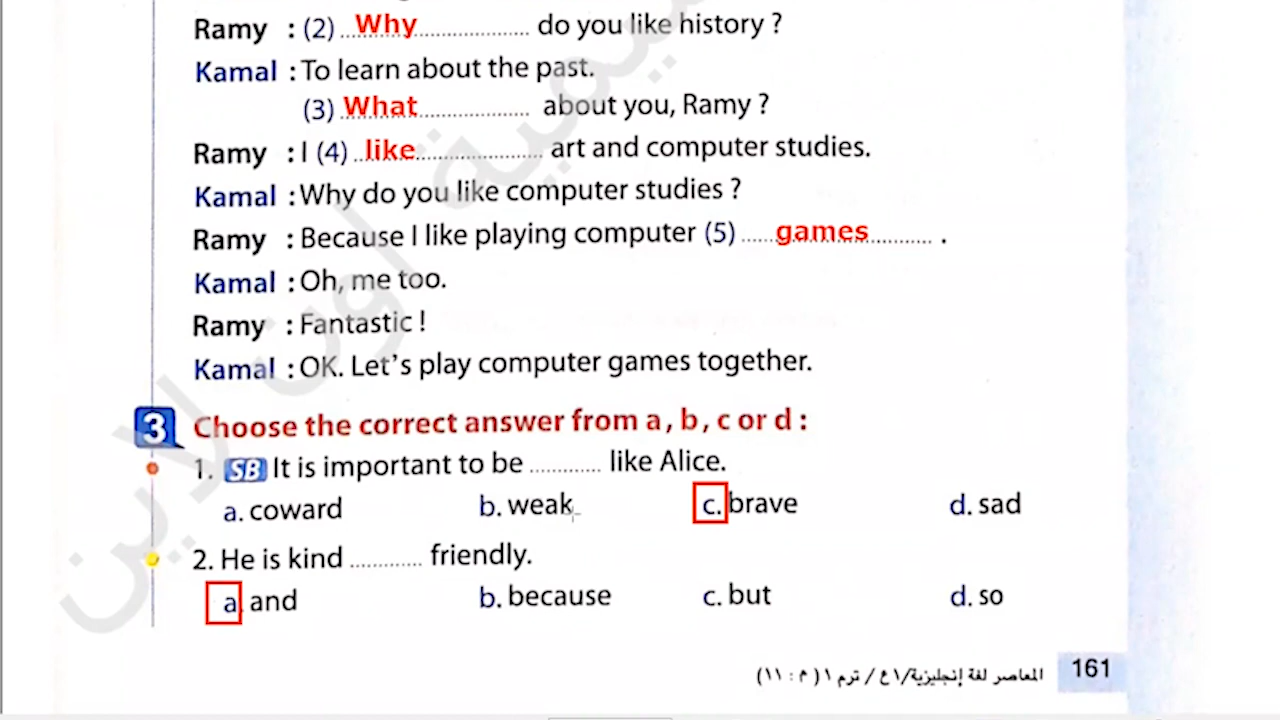 Ramy : (2) Why do you like history ?
Kamal : To learn about the past.
(3) What about you, Ramy ?
Ramy : I (4) like art and computer studies.
Kamal : Why do you like computer studies ?
Ramy : Because I like playing computer (5) games .
Kamal : Oh, me too.
Ramy : Fantastic !
Kamal : OK. Let's play computer games together.
3 Choose the correct answer from a, b, c or d :
1. SB It is important to be ............ like Alice.
a. coward b. weak c. brave d. sad
2. He is kind ............ friendly.
a. and b. because c. but d. so
المعاصر لغة إنجليزية/١ع / ترم ١ (م : ١١) 161
اون لاين